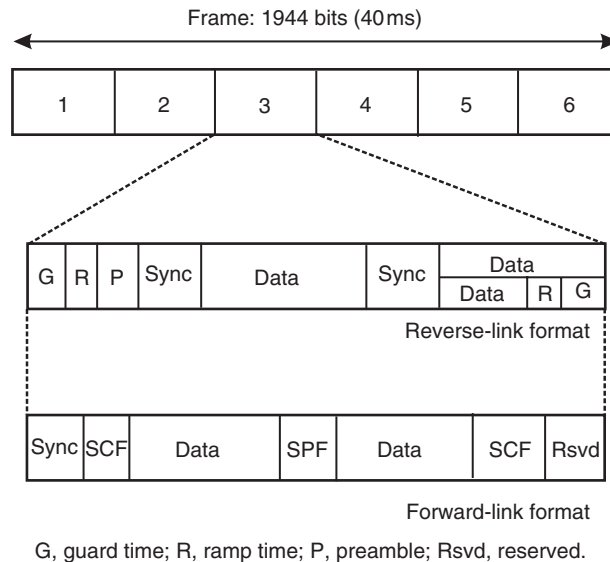 Frame: 1944 bits (40 ms)
1 2 3 4 5 6
G R P Sync Data Sync Data
Data R G
Reverse-link format
Sync SCF Data SPF Data SCF Rsvd
Forward-link format
G, guard time; R, ramp time; P, preamble; Rsvd, reserved.